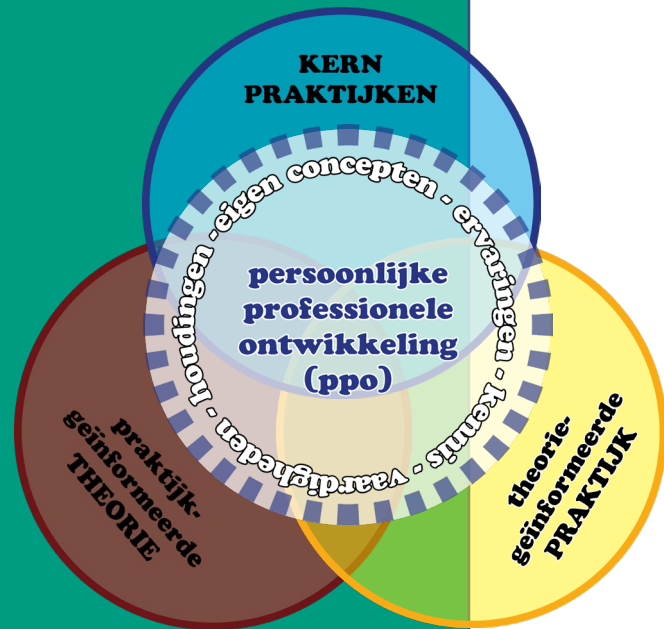 KERN
PRAKTIJKEN
houdingen - eigen concepten - ervaringen - kennis - vaardigheden -
persoonlijke
professionele
ontwikkeling
(ppo)
praktijk-
geïnformeerde
THEORIE
theorie-
geïnformeerde
PRAKTIJK